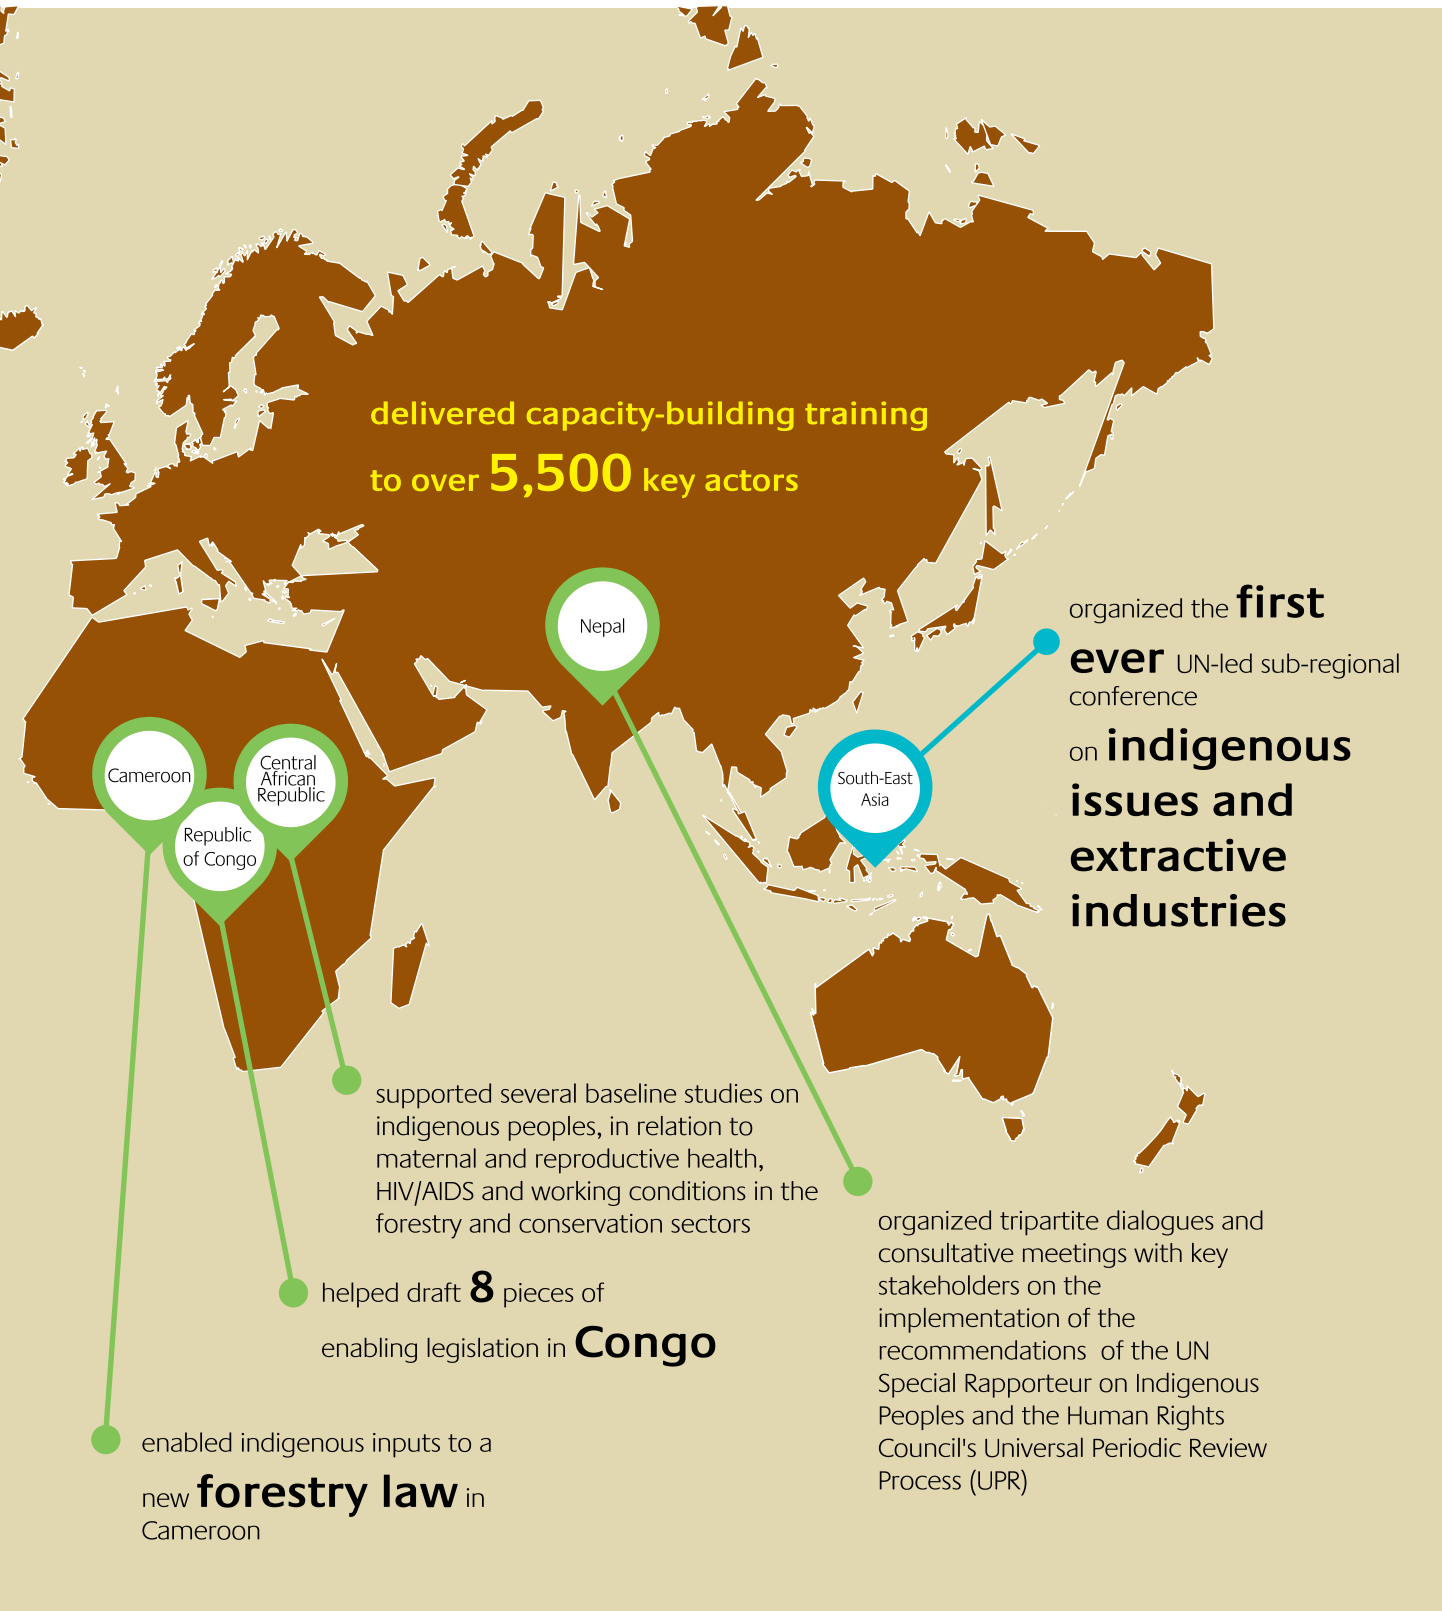 delivered capacity-building training
to over 5,500 key actors
Nepal
organized the first
ever UN-led sub-regional
conference
on indigenous
issues and
extractive
industries
South-East
Asia
Cameroon
Central
African
Republic
Republic
of Congo
supported several baseline studies on
indigenous peoples, in relation to
maternal and reproductive health,
HIV/AIDS and working conditions in the
forestry and conservation sectors
helped draft 8 pieces of
enabling legislation in Congo
organized tripartite dialogues and
consultative meetings with key
stakeholders on the
implementation of the
recommendations  of the UN
Special Rapporteur on Indigenous
Peoples and the Human Rights
Council's Universal Periodic Review
Process (UPR)
enabled indigenous inputs to a
new forestry law in
Cameroon